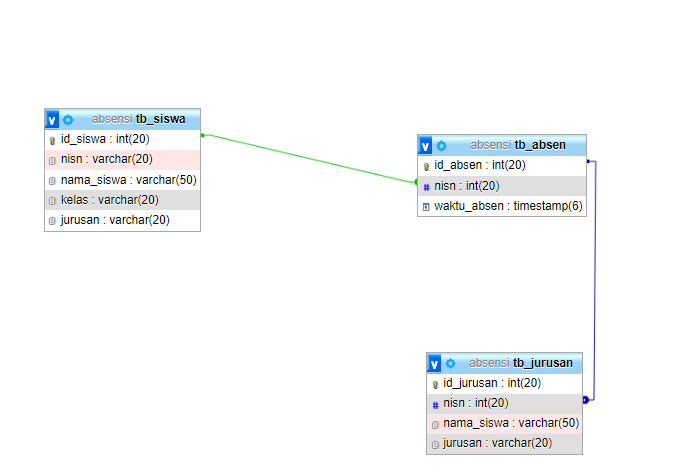 absensi tb_siswa
id_siswa : int(20)
nisn : varchar(20)
nama_siswa : varchar(50)
kelas : varchar(20)
jurusan : varchar(20)
absensi tb_absen
id_absen : int(20)
# nisn : int(20)
waktu_absen : timestamp(6)
absensi tb_jurusan
id_jurusan : int(20)
# nisn : int(20)
nama_siswa : varchar(50)
jurusan : varchar(20)